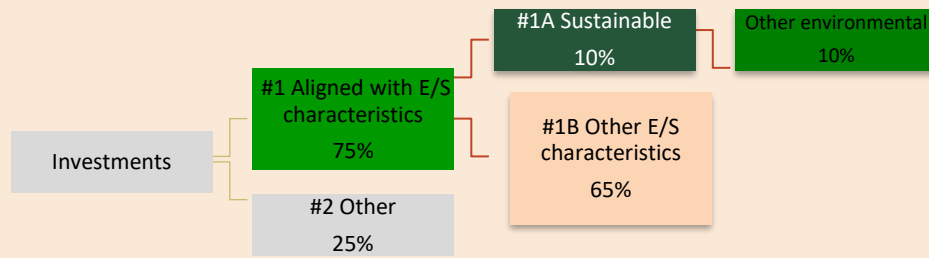 Investments
#1 Aligned with E/S
characteristics
75%
#2 Other
25%
#1A Sustainable
10%
#1B Other E/S
characteristics
65%
Other environmental
10%